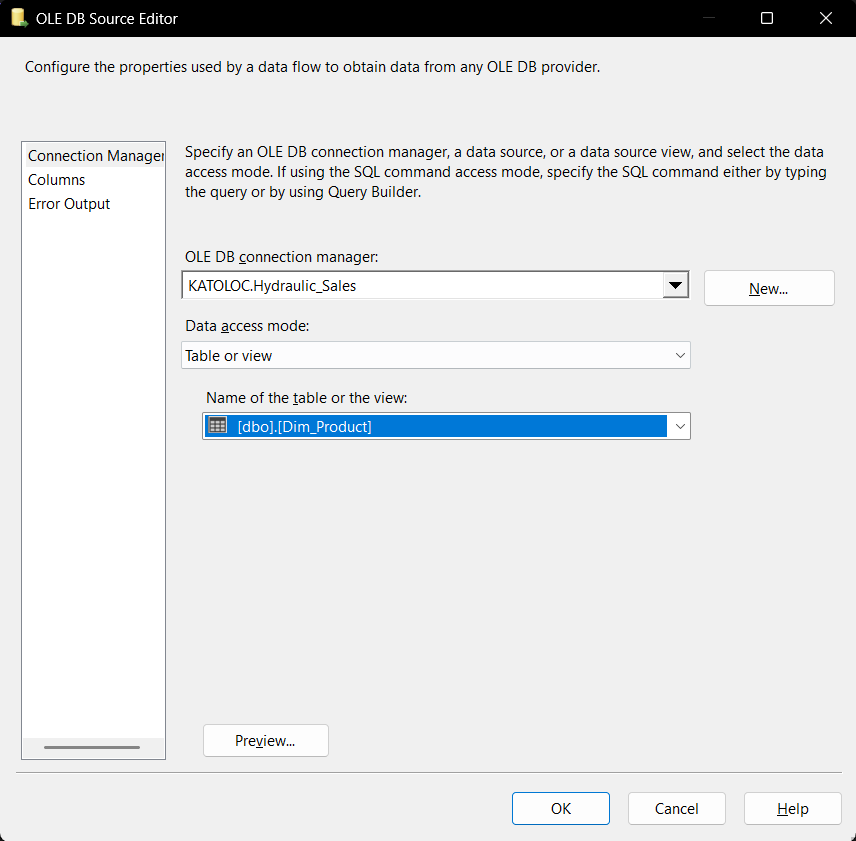 OLE DB Source Editor
Configure the properties used by a data flow to obtain data from any OLE DB provider.
Connection Manager
Columns
Error Output
Specify an OLE DB connection manager, a data source, or a data source view, and select the data
access mode. If using the SQL command access mode, specify the SQL command either by typing
the query or by using Query Builder.
OLE DB connection manager:
KATOLOC.Hydraulic_Sales
New...
Data access mode:
Table or view
Name of the table or the view:
[dbo].[Dim_Product]
Preview...
OK
Cancel
Help